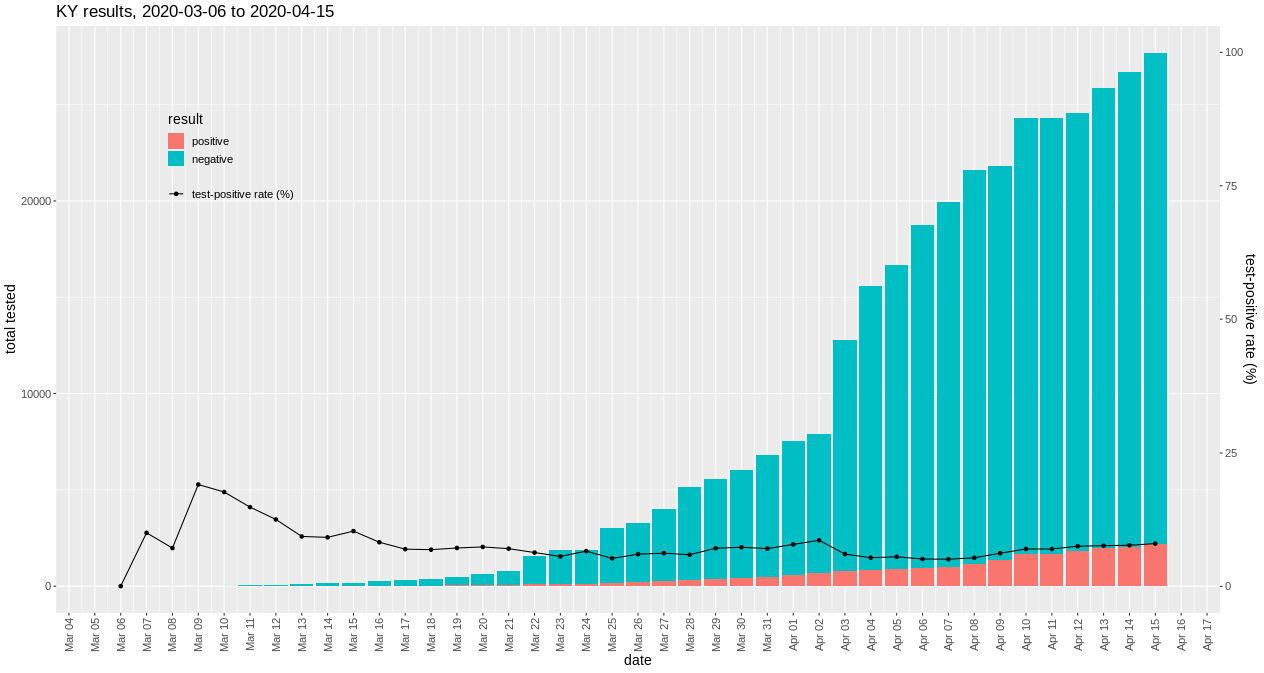 KY results, 2020-03-06 to 2020-04-15
result
positive
negative
test-positive rate (%)
total tested
20000
10000
0
100
75
50
25
0
test-positive rate (%)
Mar 04
Mar 05
Mar 06
Mar 07
Mar 08
Mar 09
Mar 10
Mar 11
Mar 12
Mar 13
Mar 14
Mar 15
Mar 16
Mar 17
Mar 18
Mar 19
Mar 20
Mar 21
Mar 22
Mar 23
Mar 24
Mar 25
Mar 26
Mar 27
Mar 28
Mar 29
Mar 30
Mar 31
Apr 01
Apr 02
Apr 03
Apr 04
Apr 05
Apr 06
Apr 07
Apr 08
Apr 09
Apr 10
Apr 11
Apr 12
Apr 13
Apr 14
Apr 15
Apr 16
Apr 17
date